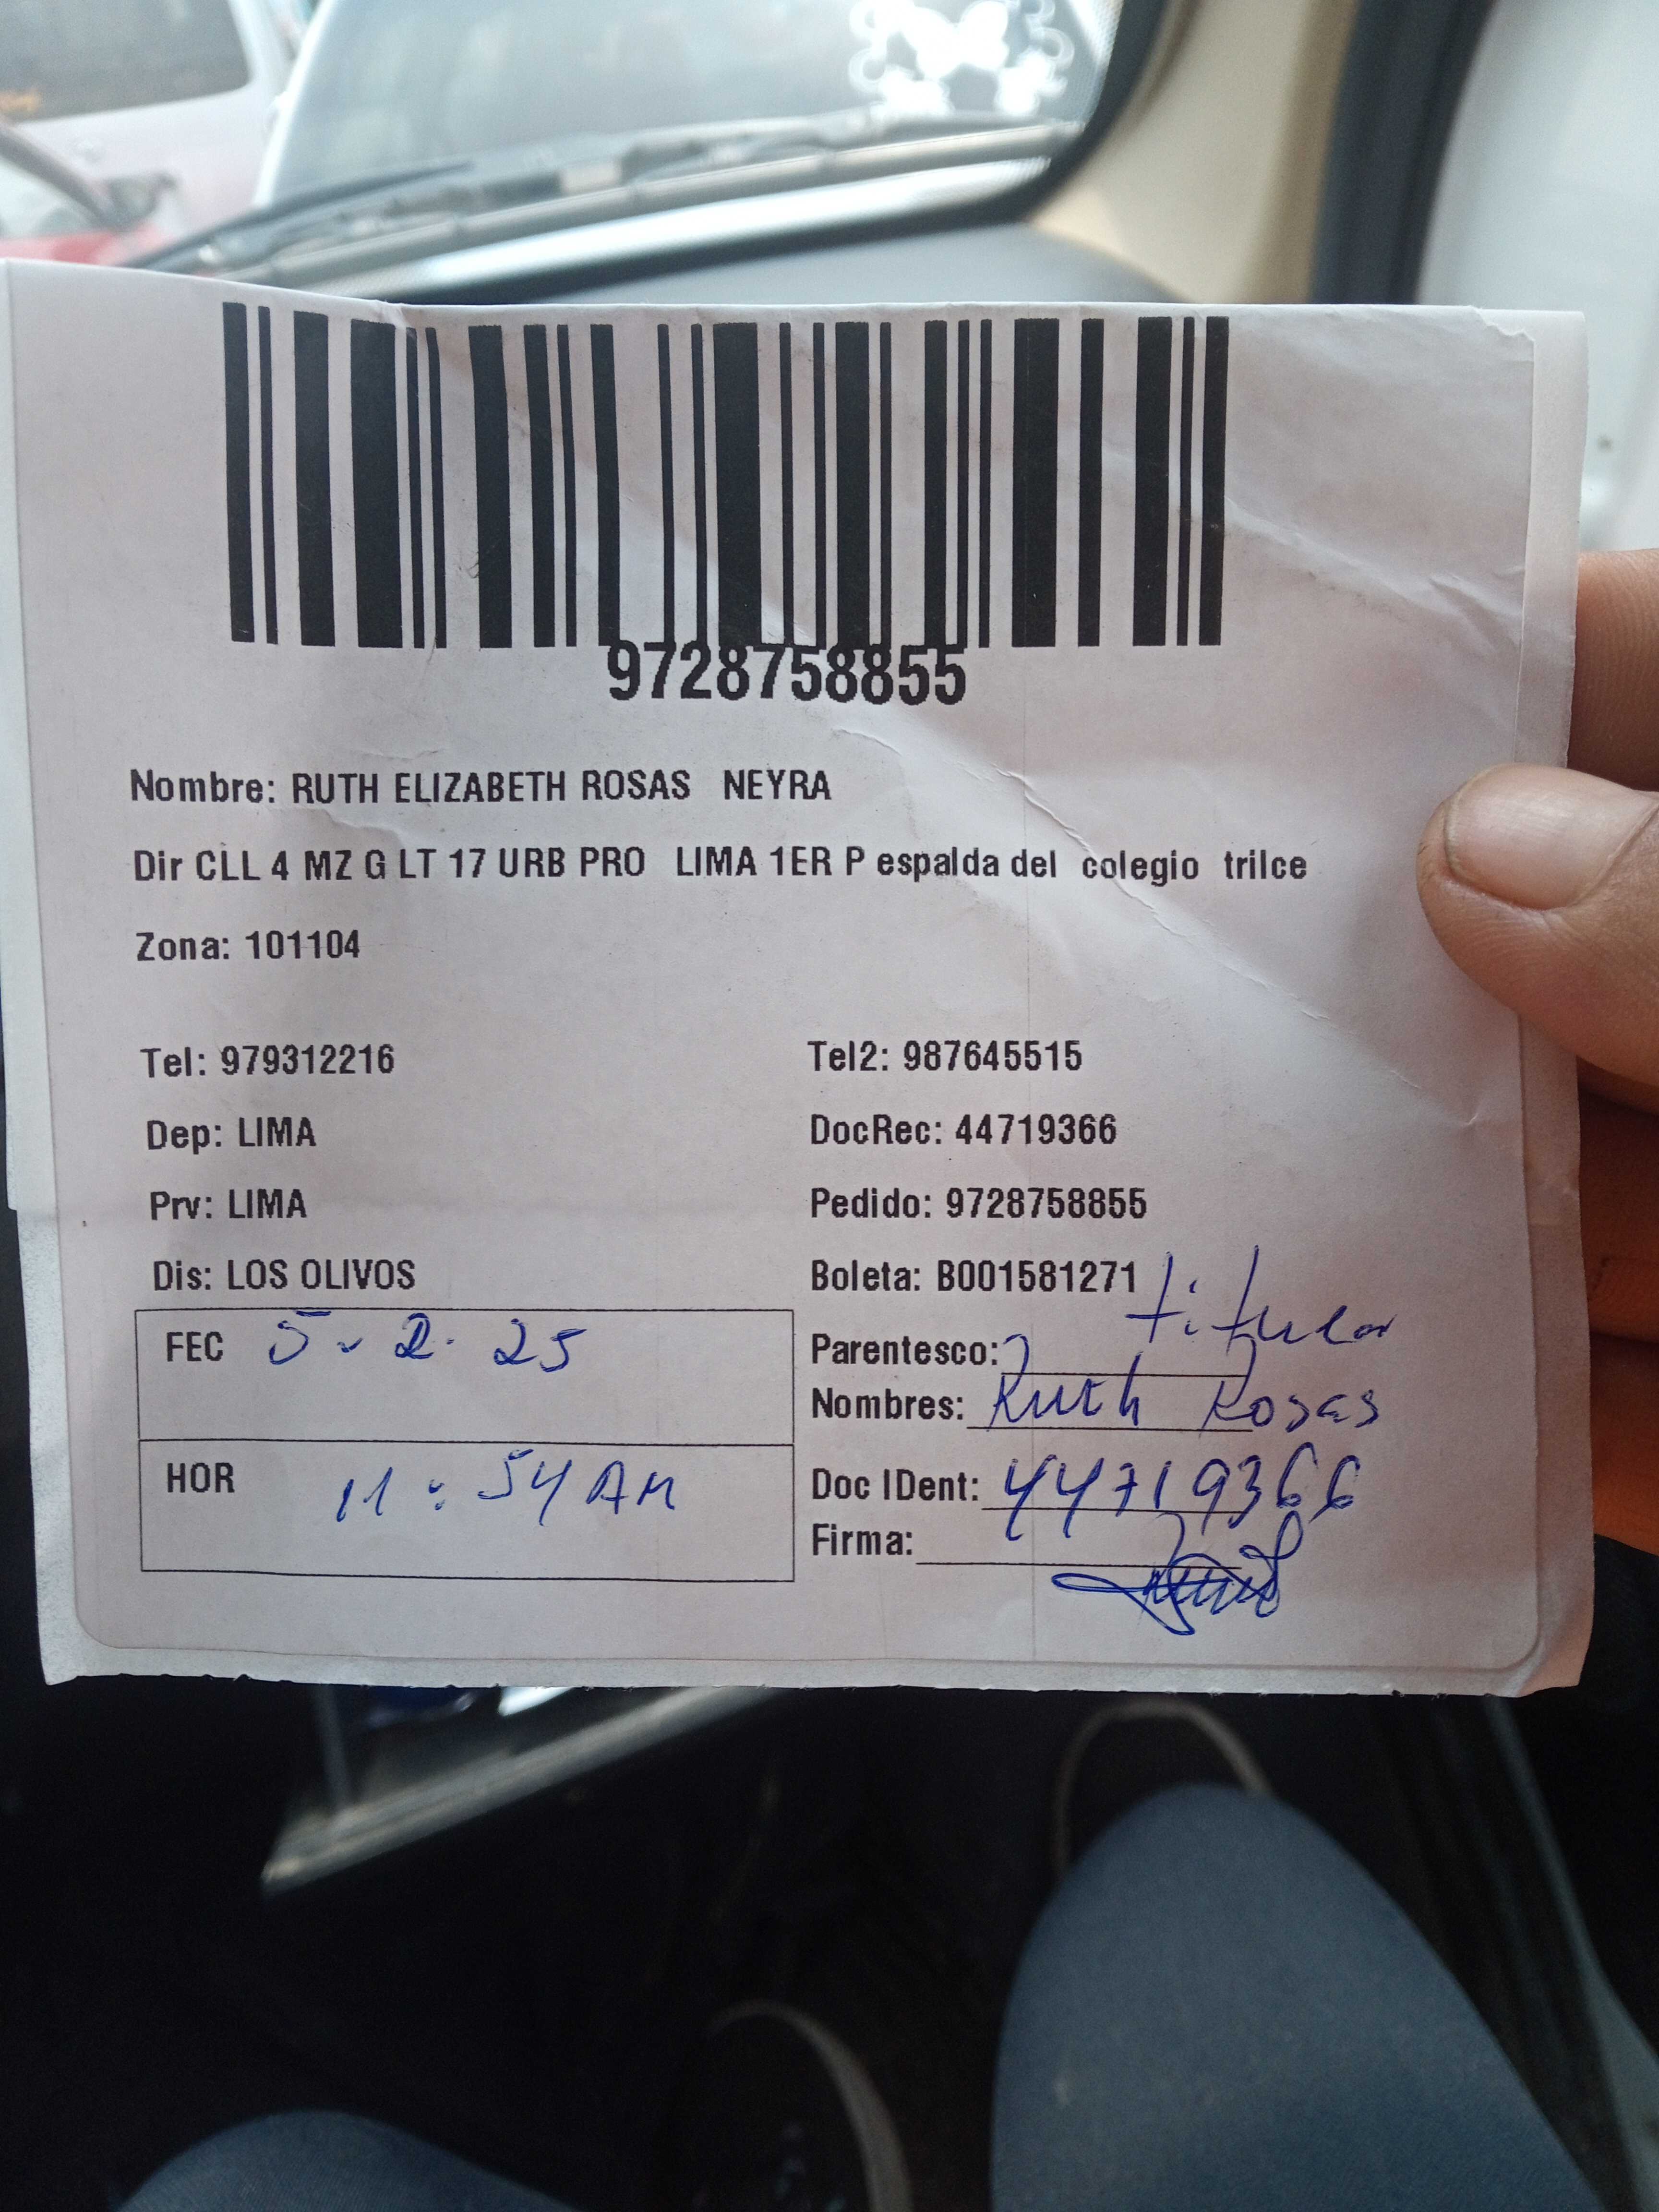 9728758855
Nombre: RUTH ELIZABETH ROSAS NEYRA
Dir CLL 4 MZ G LT 17 URB PRO LIMA 1ER P espalda del colegio trilce
Zona: 101104
Tel: 979312216 Tel2: 987645515
Dep: LIMA DocRec: 44719366
Prv: LIMA Pedido: 9728758855
Dis: LOS OLIVOS Boleta: B001581271
FEC 5-2-25 Parentesco: titular
Nombres: Ruth Rosas
HOR 11:54 AM Doc IDent: 44719366
Firma: